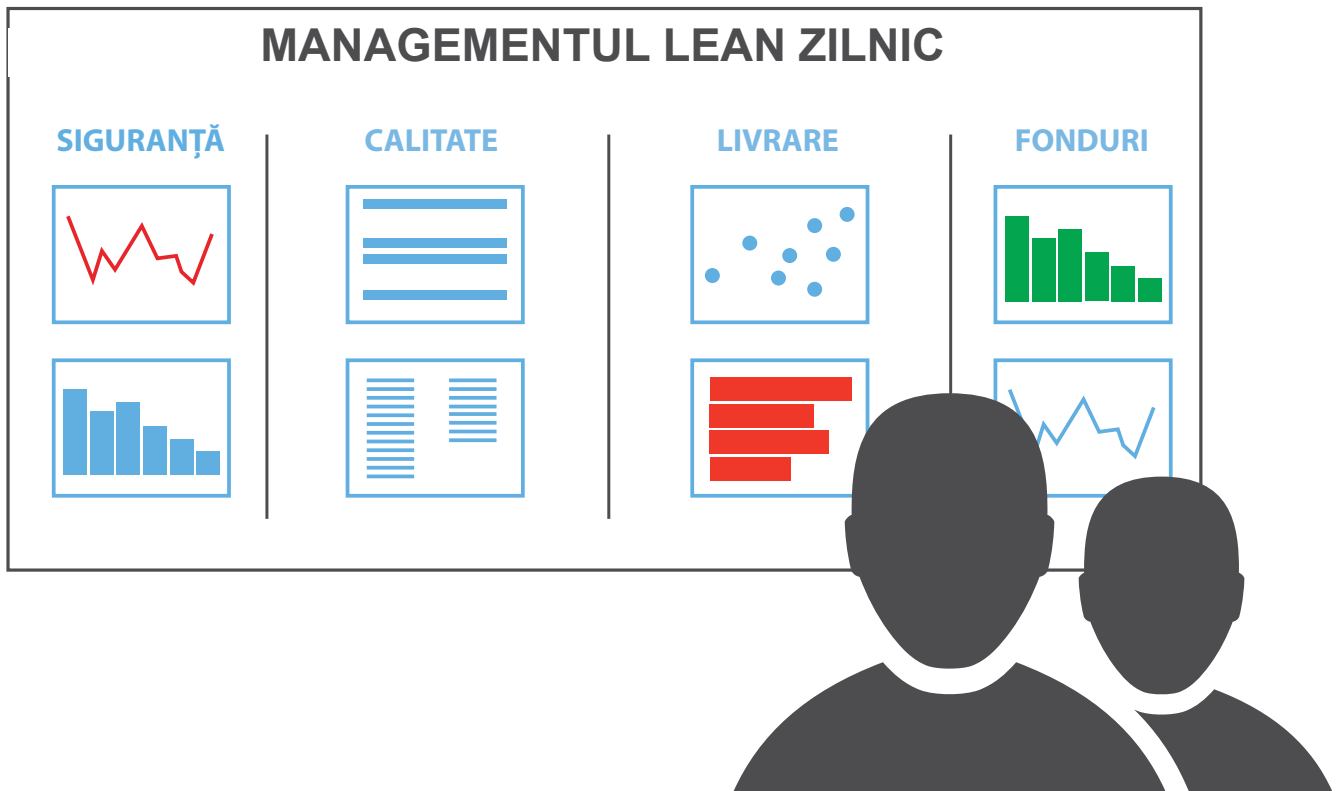 MANAGEMENTUL LEAN ZILNIC
SIGURANȚĂ
CALITATE
LIVRARE
FONDURI